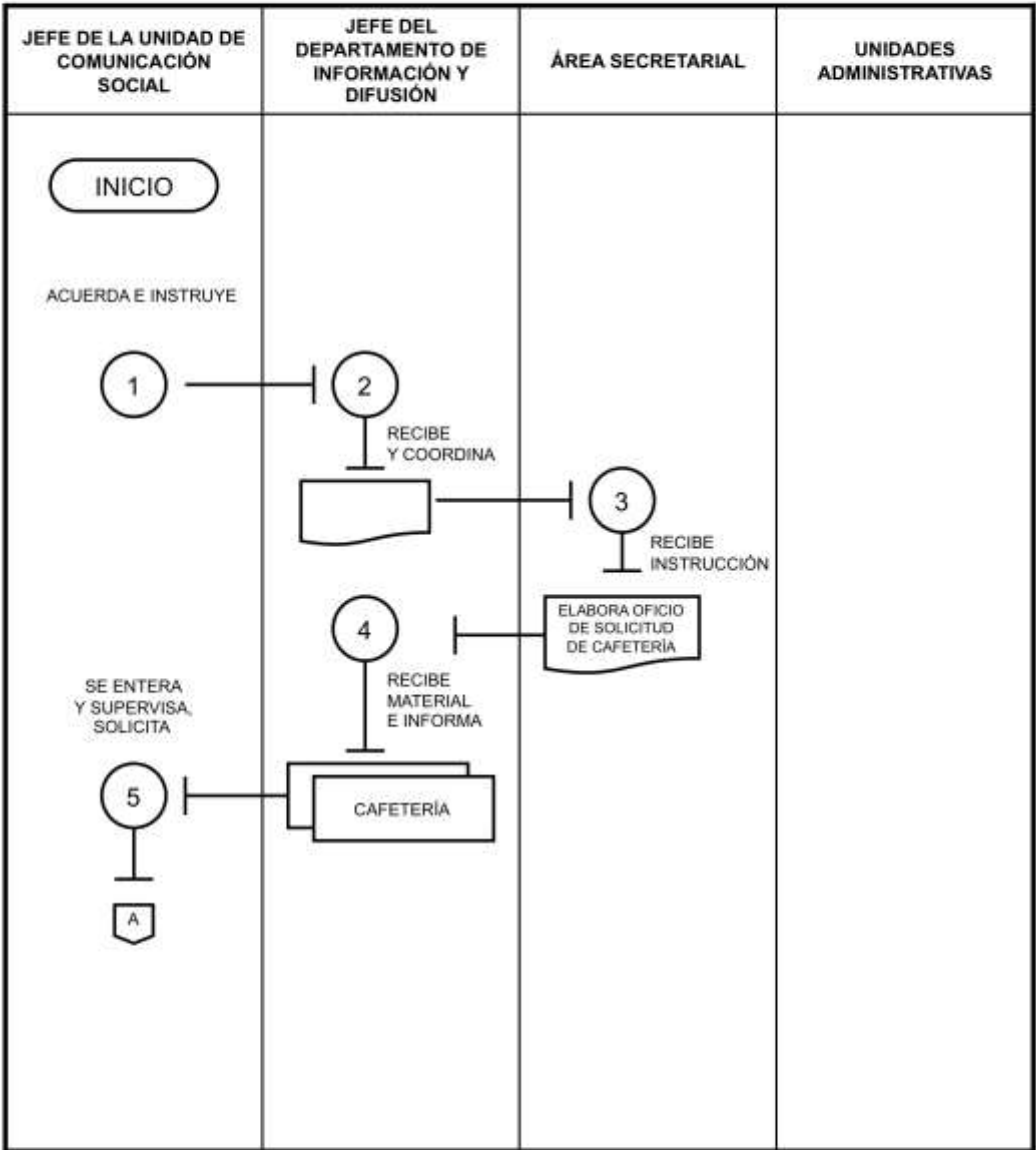 JEFE DE LA UNIDAD DE
COMUNICACIÓN
SOCIAL
JEFE DEL
DEPARTAMENTO DE
INFORMACIÓN Y
DIFUSIÓN
ÁREA SECRETARIAL
UNIDADES
ADMINISTRATIVAS
INICIO
ACUERDA E INSTRUYE
1
2
RECIBE
Y COORDINA
3
RECIBE
INSTRUCCIÓN
ELABORA OFICIO
DE SOLICITUD
DE CAFETERÍA
4
RECIBE
MATERIAL
E INFORMA
SE ENTERA
Y SUPERVISA,
SOLICITA
5
CAFETERÍA
A